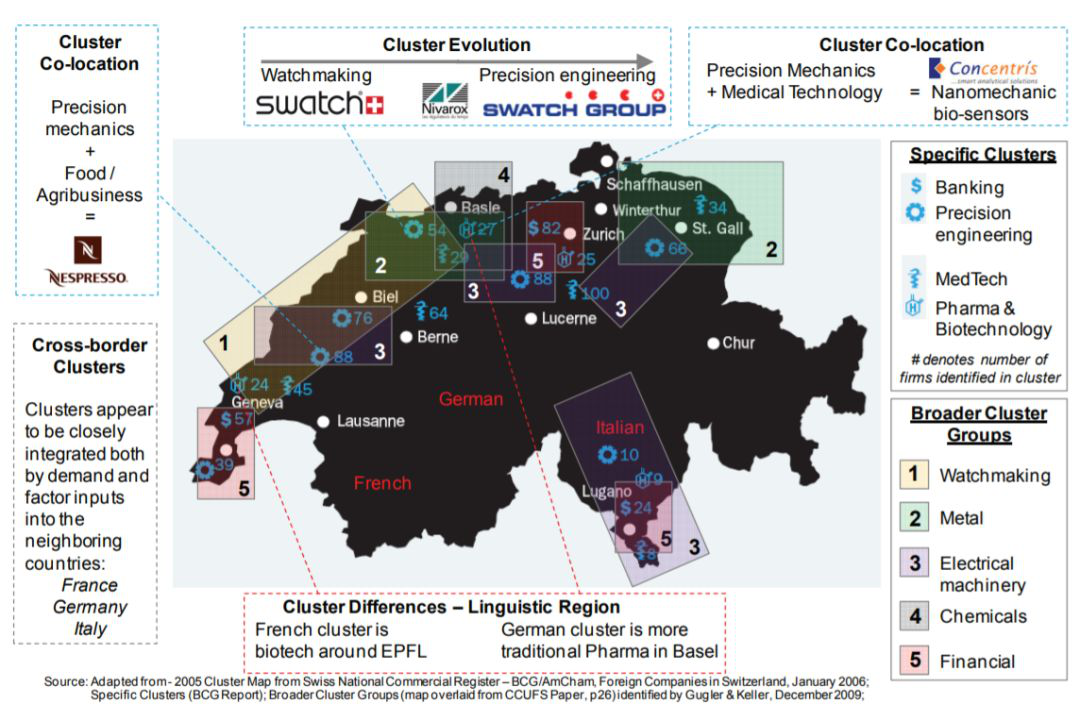 Cluster
Co-location
Precision
mechanics
+
Food /
Agribusiness
=
N
NESPRESSO.
Cluster Evolution
Watchmaking
Precision engineering
swatch
Nivarox
SWATCH GROUP
Cluster Co-location
Precision Mechanics
+ Medical Technology
Concentris
...smart analytical solutions
= Nanomechanic
bio-sensors
Cross-border
Clusters
Clusters appear
to be closely
integrated both
by demand and
factor inputs
into the
neighboring
countries:
France
Germany
Italy
4
Schaffhausen
Basle
Winterthur
34
54
H 27
$ 82
Zurich
St. Gall
2
29
5
H 25
66
2
3
88
100
3
Biel
76
64
Lucerne
1
88
3
Berne
Chur
H 24
45
Geneva
$ 57
Lausanne
German
39
5
French
Italian
10
H 9
Lugano
$ 24
5
3
8
Specific Clusters
$ Banking
Precision
engineering
MedTech
H Pharma &
Biotechnology
# denotes number of
firms identified in cluster
Broader Cluster
Groups
1 Watchmaking
2 Metal
3 Electrical
machinery
4 Chemicals
5 Financial
Cluster Differences – Linguistic Region
French cluster is
biotech around EPFL
German cluster is more
traditional Pharma in Basel
Source: Adapted from - 2005 Cluster Map from Swiss National Commercial Register – BCG/AmCham, Foreign Companies in Switzerland, January 2006;
Specific Clusters (BCG Report); Broader Cluster Groups (map overlaid from CCUFS Paper, p26) identified by Gugler & Keller, December 2009;